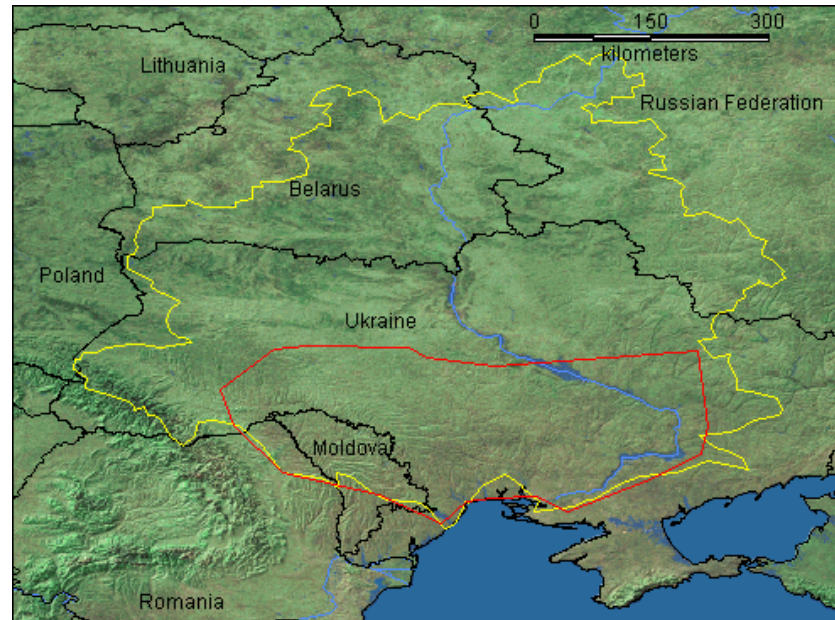 0 150 300
kilometers
Lithuania
Russian Federation
Belarus
Poland
Ukraine
Moldova
Romania